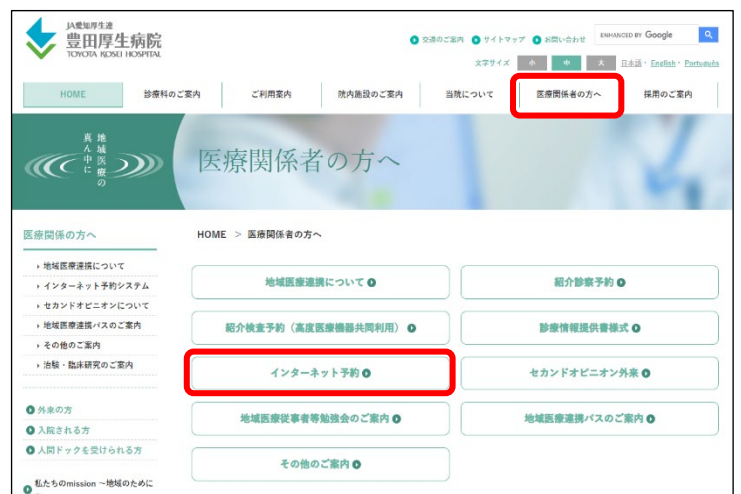 JA愛知厚生連
豊田厚生病院
TOYOTA KOSEI HOSPITAL
交通のご案内 サイトマップ お問い合わせ
ENHANCED BY Google
文字サイズ 小 中 大 日本語・English・Português
HOME 診療科のご案内 ご利用案内 院内施設のご案内 当院について 医療関係者の方へ 採用のご案内
地域医療の
真ん中に
医療関係者の方へ
医療関係の方へ
HOME > 医療関係者の方へ
地域医療連携について
インターネット予約システム
セカンドオピニオンについて
地域医療連携パスのご案内
その他のご案内
治験・臨床研究のご案内
外来の方
入院される方
人間ドックを受けられる方
私たちのmission ～地域のために
地域医療連携について
紹介診察予約
紹介検査予約（高度医療機器共同利用）
診療情報提供書様式
インターネット予約
セカンドオピニオン外来
地域医療従事者等勉強会のご案内
地域医療連携パスのご案内
その他のご案内